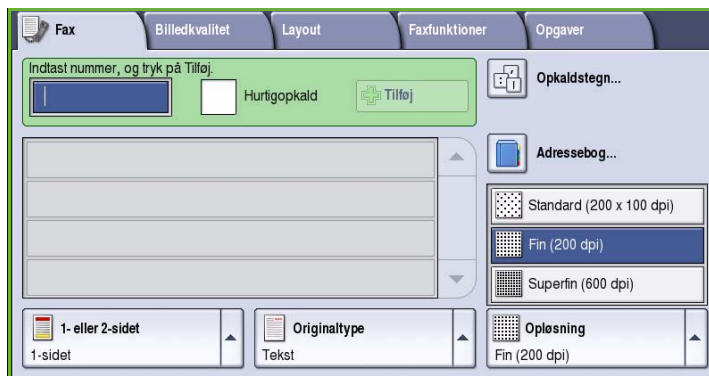 Fax
Billedkvalitet
Layout
Faxfunktioner
Opgaver
Indtast nummer, og tryk på Tilføj.
Hurtigopkald
Tilføj
Opkaldstegn...
Adressebog...
Standard (200 x 100 dpi)
Fin (200 dpi)
Superfin (600 dpi)
1- eller 2-sidet
1-sidet
Originaltype
Tekst
Opløsning
Fin (200 dpi)